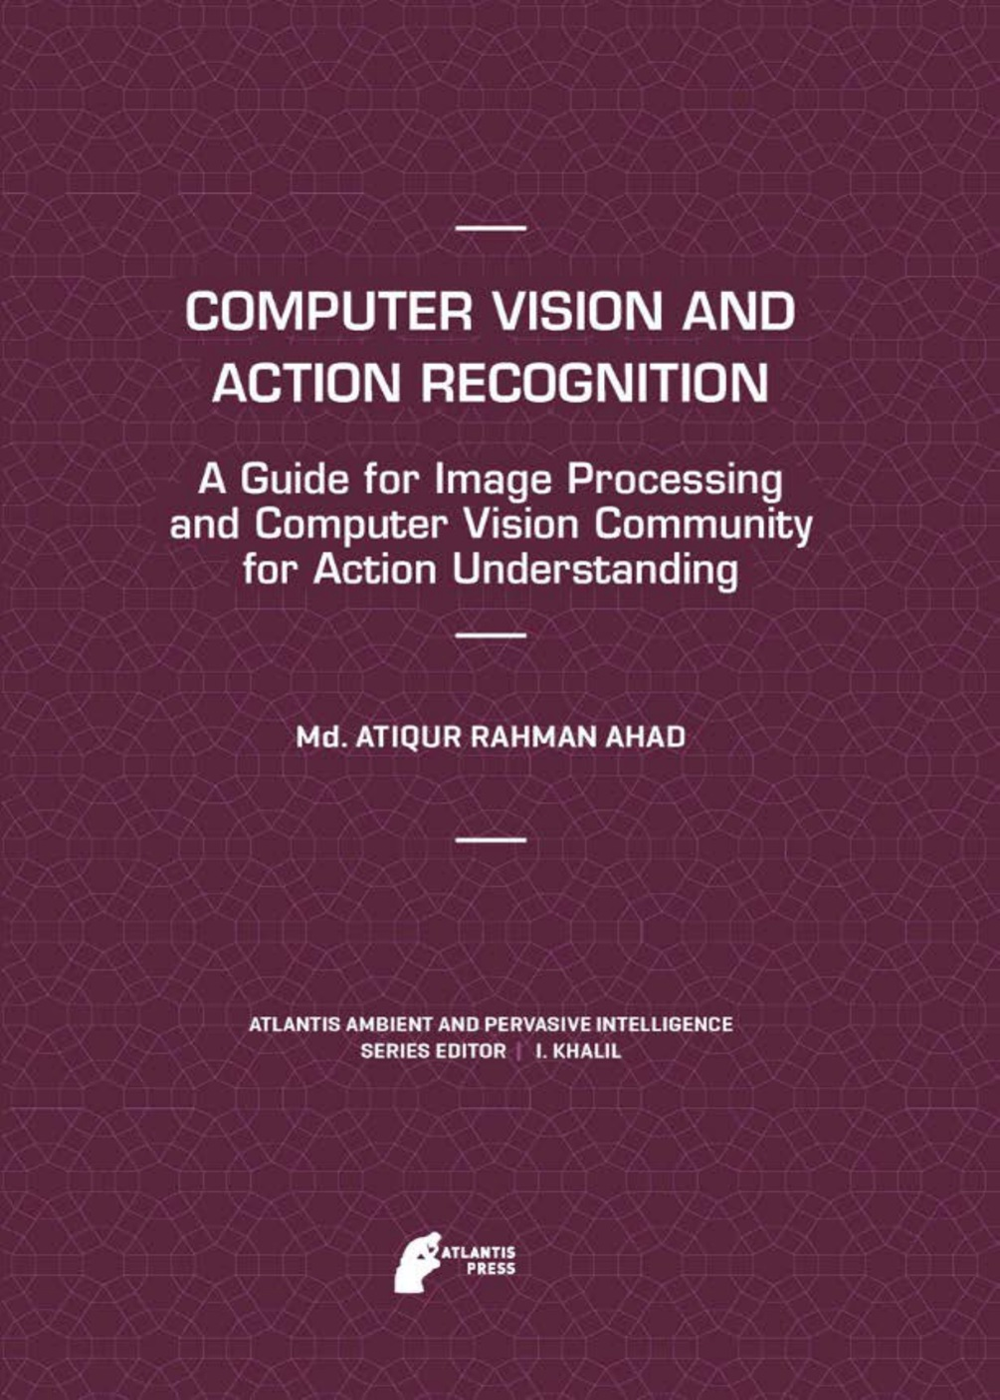 COMPUTER VISION AND
ACTION RECOGNITION
A Guide for Image Processing
and Computer Vision Community
for Action Understanding
Md. ATIQUR RAHMAN AHAD
ATLANTIS AMBIENT AND PERVASIVE INTELLIGENCE
SERIES EDITOR | I. KHALIL
ATLANTIS
PRESS